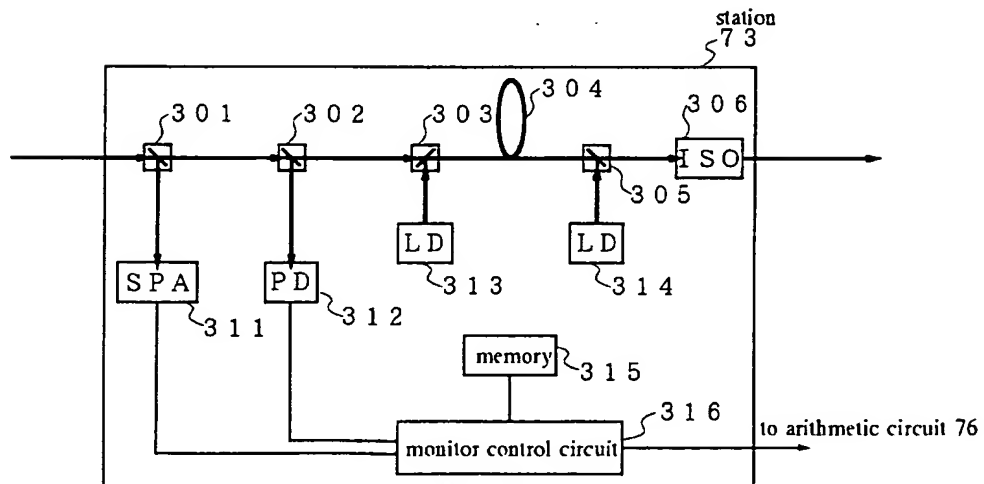 station
73
301
302
303
304
306
ISO
305
LD
LD
313
314
SPA
PD
311
312
memory
315
316
monitor control circuit
to arithmetic circuit 76